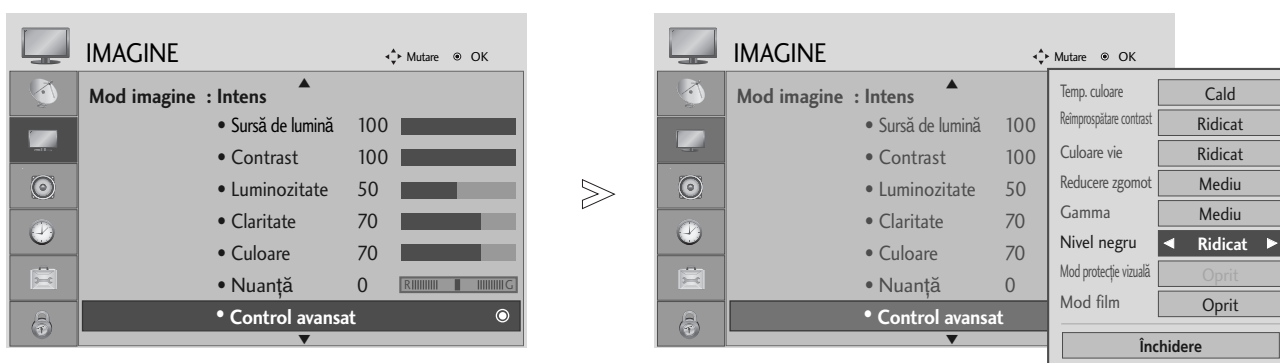 IMAGINE
Mutare OK
Mod imagine : Intens
• Sursă de lumină 100
• Contrast 100
• Luminozitate 50
• Claritate 70
• Culoare 70
• Nuanţă 0 R G
• Control avansat
IMAGINE
Mutare OK
Mod imagine : Intens
• Sursă de lumină 100
• Contrast 100
• Luminozitate 50
• Claritate 70
• Culoare 70
• Nuanţă 0
• Control avansat
Temp. culoare Cald
Reîmprospătare contrast Ridicat
Culoare vie Ridicat
Reducere zgomot Mediu
Gamma Mediu
Nivel negru ◀ Ridicat ▶
Mod protecţie vizuală Oprit
Mod film Oprit
Închidere